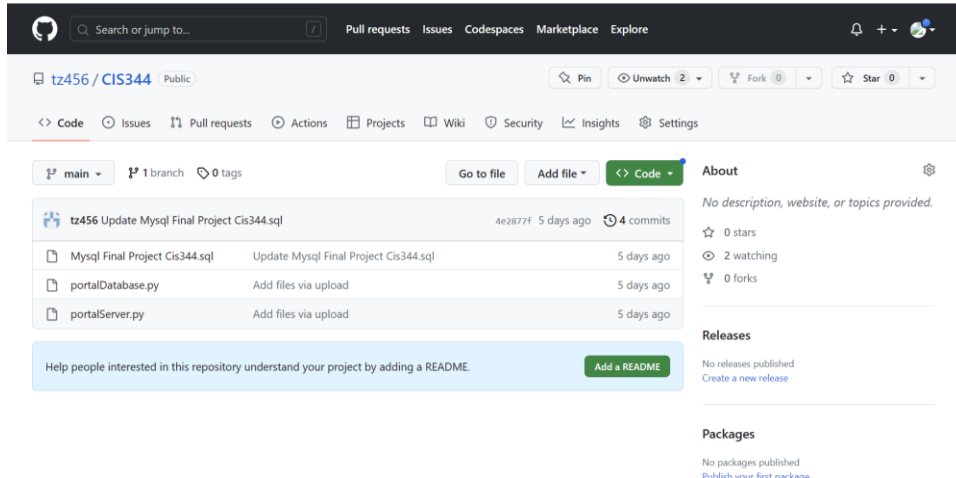 Search or jump to... /
Pull requests Issues Codespaces Marketplace Explore
tz456 / CIS344 Public
Pin Unwatch 2 Fork 0 Star 0
Code Issues Pull requests Actions Projects Wiki Security Insights Settings
main 1 branch 0 tags Go to file Add file Code
tz456 Update Mysql Final Project Cis344.sql 4e2877f 5 days ago 4 commits
Mysql Final Project Cis344.sql Update Mysql Final Project Cis344.sql 5 days ago
portalDatabase.py Add files via upload 5 days ago
portalServer.py Add files via upload 5 days ago
Help people interested in this repository understand your project by adding a README. Add a README
About
No description, website, or topics provided.
0 stars
2 watching
0 forks
Releases
No releases published
Create a new release
Packages
No packages published
Publish your first package